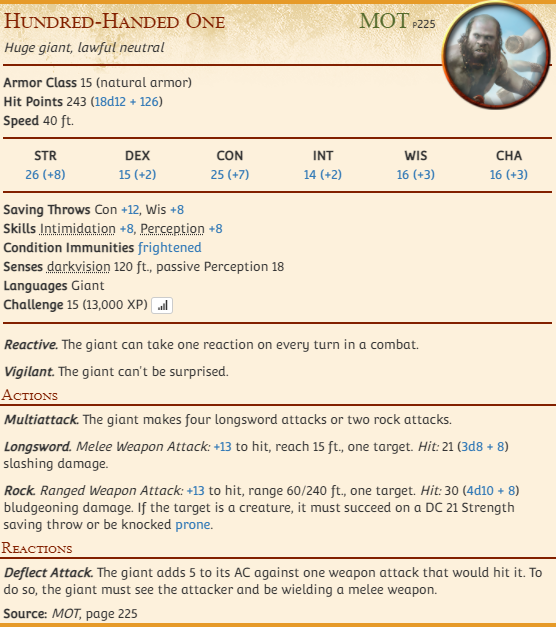 Hundred-Handed One MOT p225
Huge giant, lawful neutral
Armor Class 15 (natural armor)
Hit Points 243 (18d12 + 126)
Speed 40 ft.
STR DEX CON INT WIS CHA
26 (+8) 15 (+2) 25 (+7) 14 (+2) 16 (+3) 16 (+3)
Saving Throws Con +12, Wis +8
Skills Intimidation +8, Perception +8
Condition Immunities frightened
Senses darkvision 120 ft., passive Perception 18
Languages Giant
Challenge 15 (13,000 XP)
Reactive. The giant can take one reaction on every turn in a combat.
Vigilant. The giant can't be surprised.
Actions
Multiattack. The giant makes four longsword attacks or two rock attacks.
Longsword. Melee Weapon Attack: +13 to hit, reach 15 ft., one target. Hit: 21 (3d8 + 8)
slashing damage.
Rock. Ranged Weapon Attack: +13 to hit, range 60/240 ft., one target. Hit: 30 (4d10 + 8)
bludgeoning damage. If the target is a creature, it must succeed on a DC 21 Strength
saving throw or be knocked prone.
Reactions
Deflect Attack. The giant adds 5 to its AC against one weapon attack that would hit it. To
do so, the giant must see the attacker and be wielding a melee weapon.
Source: MOT, page 225